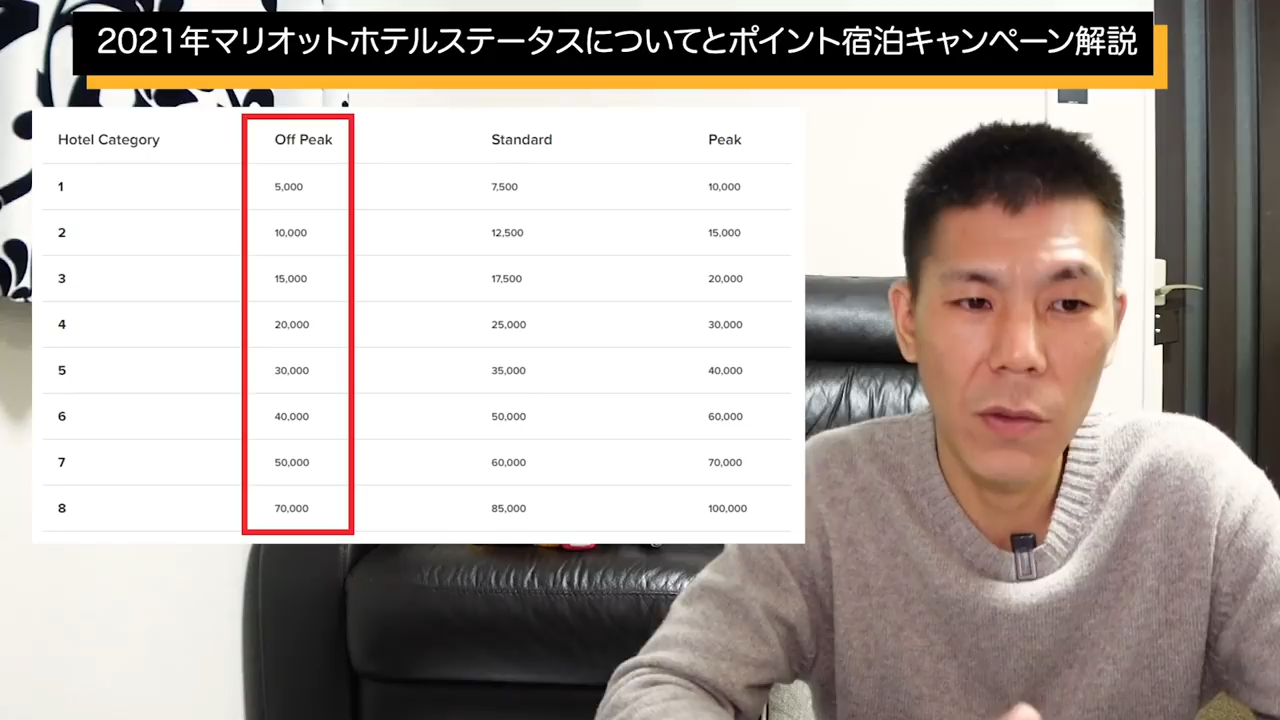 2021年マリオットホテルステータスについてとポイント宿泊キャンペーン解説
Hotel Category Off Peak Standard Peak
1 5,000 7,500 10,000
2 10,000 12,500 15,000
3 15,000 17,500 20,000
4 20,000 25,000 30,000
5 30,000 35,000 40,000
6 40,000 50,000 60,000
7 50,000 60,000 70,000
8 70,000 85,000 100,000